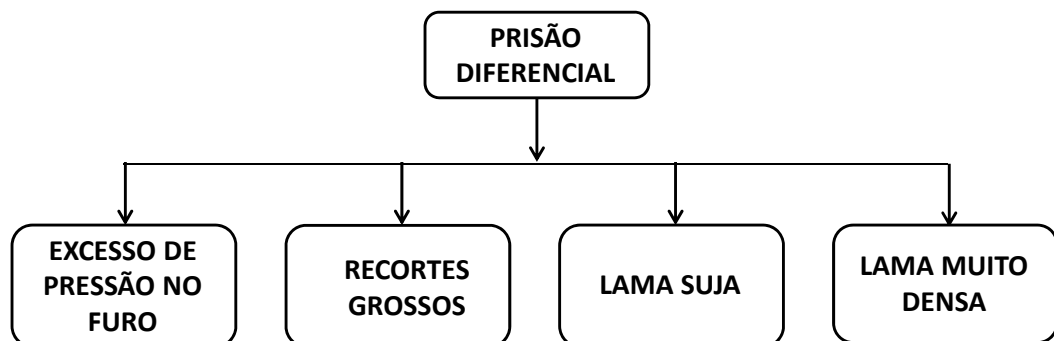 PRISÃO
DIFERENCIAL
EXCESSO DE
PRESSÃO NO
FURO
RECORTES
GROSSOS
LAMA SUJA
LAMA MUITO
DENSA